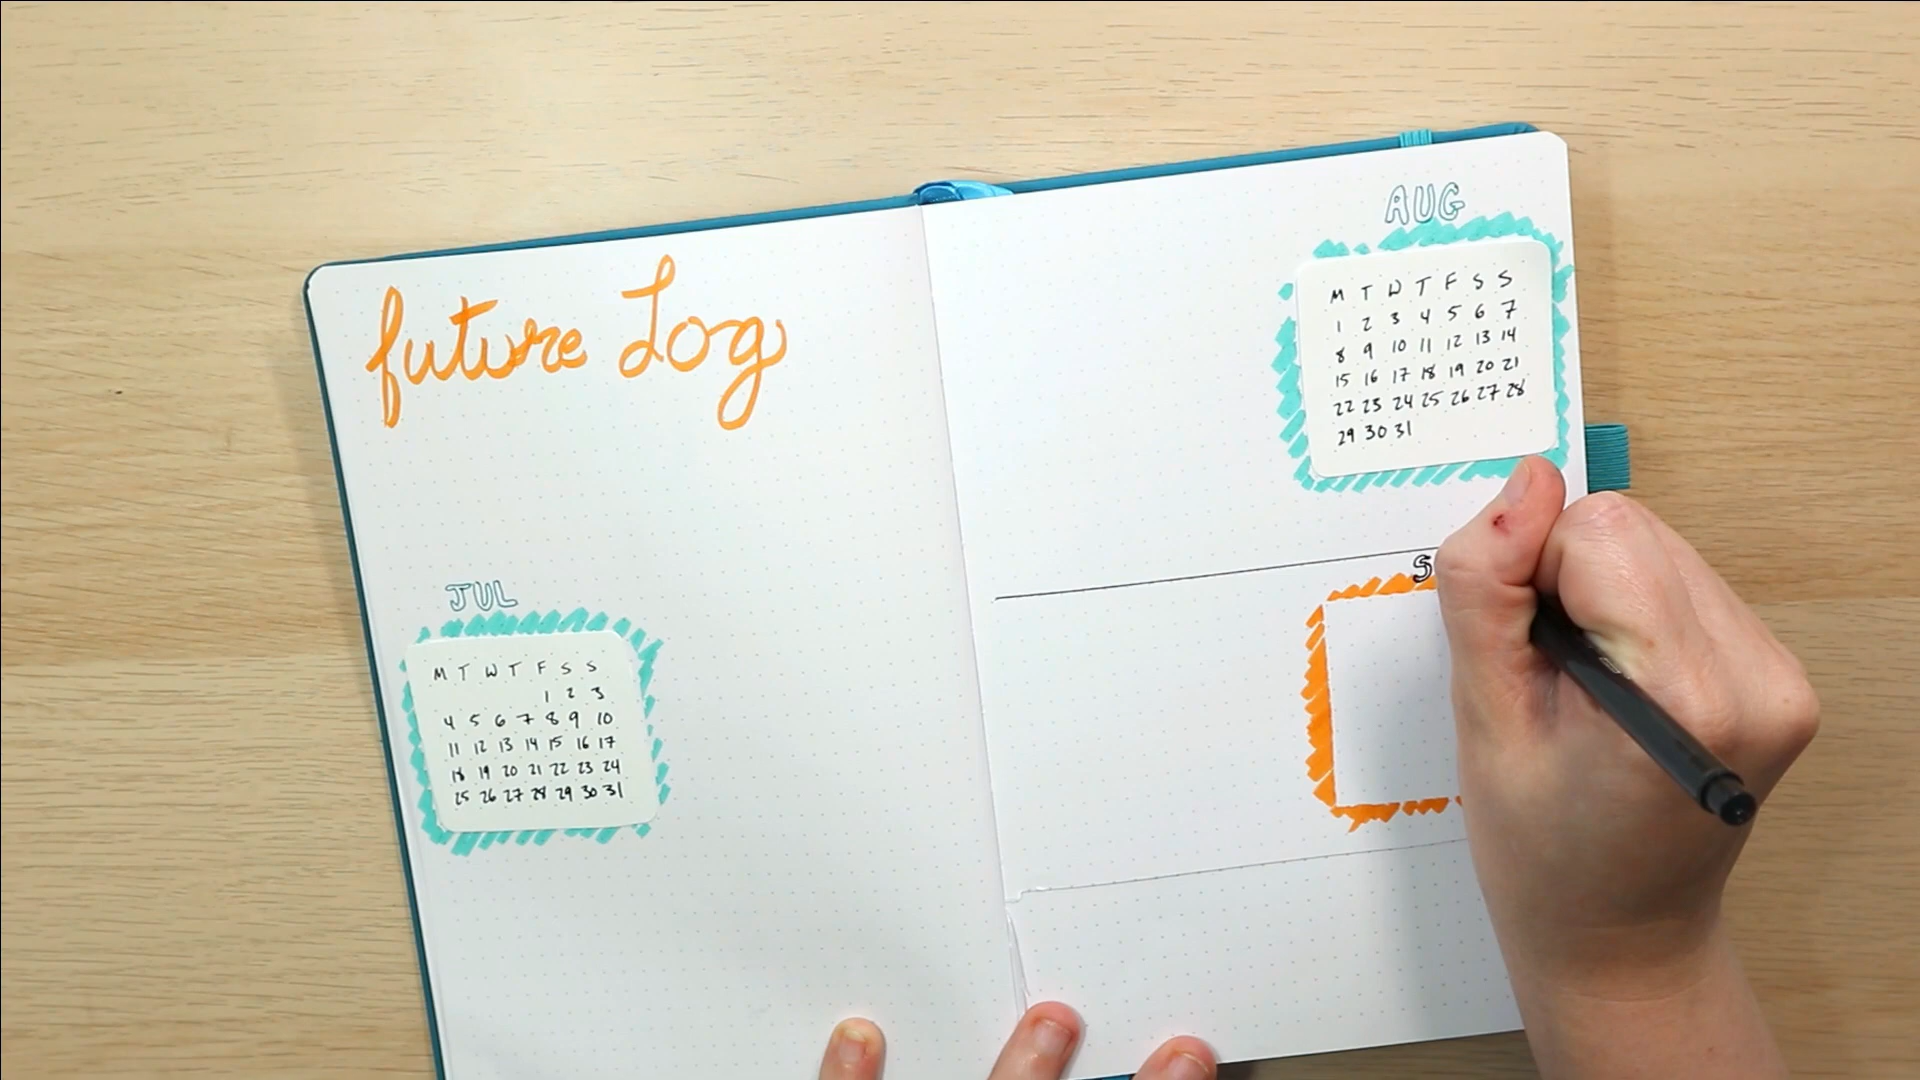 future Log
JUL
M T W T F S S
1 2 3
4 5 6 7 8 9 10
11 12 13 14 15 16 17
18 19 20 21 22 23 24
25 26 27 28 29 30 31
AUG
M T W T F S S
1 2 3 4 5 6 7
8 9 10 11 12 13 14
15 16 17 18 19 20 21
22 23 24 25 26 27 28
29 30 31
S